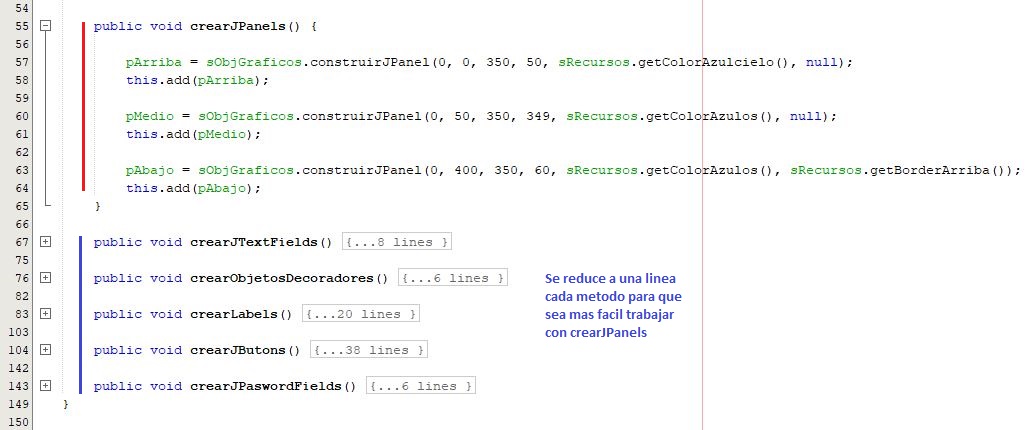 54
55 public void crearJPanels() {
56
57 pArriba = sObjGraficos.construirJPanel(0, 0, 350, 50, sRecursos.getColorAzulcielo(), null);
58 this.add(pArriba);
59
60 pMedio = sObjGraficos.construirJPanel(0, 50, 350, 349, sRecursos.getColorAzulos(), null);
61 this.add(pMedio);
62
63 pAbajo = sObjGraficos.construirJPanel(0, 400, 350, 60, sRecursos.getColorAzulos(), sRecursos.getBorderArriba());
64 this.add(pAbajo);
65 }
66
67 public void crearJTextFields() {...8 lines }
75
76 public void crearObjetosDecoradores() {...6 lines }
82
83 public void crearLabels() {...20 lines }
103
104 public void crearJButons() {...38 lines }
142
143 public void crearJPaswordFields() {...6 lines }
149 }
150
Se reduce a una linea
cada metodo para que
sea mas facil trabajar
con crearJPanels